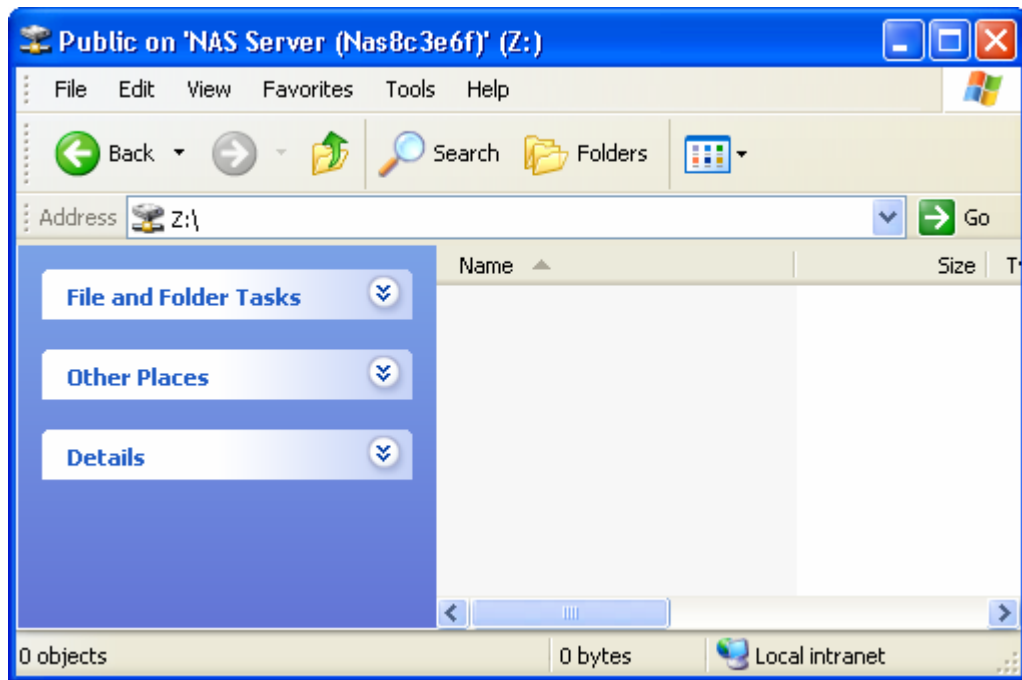 Public on 'NAS Server (Nas8c3e6f)' (Z:)
File Edit View Favorites Tools Help
Back Search Folders
Address Z:\ Go
Name Size
File and Folder Tasks
Other Places
Details
0 objects 0 bytes Local intranet